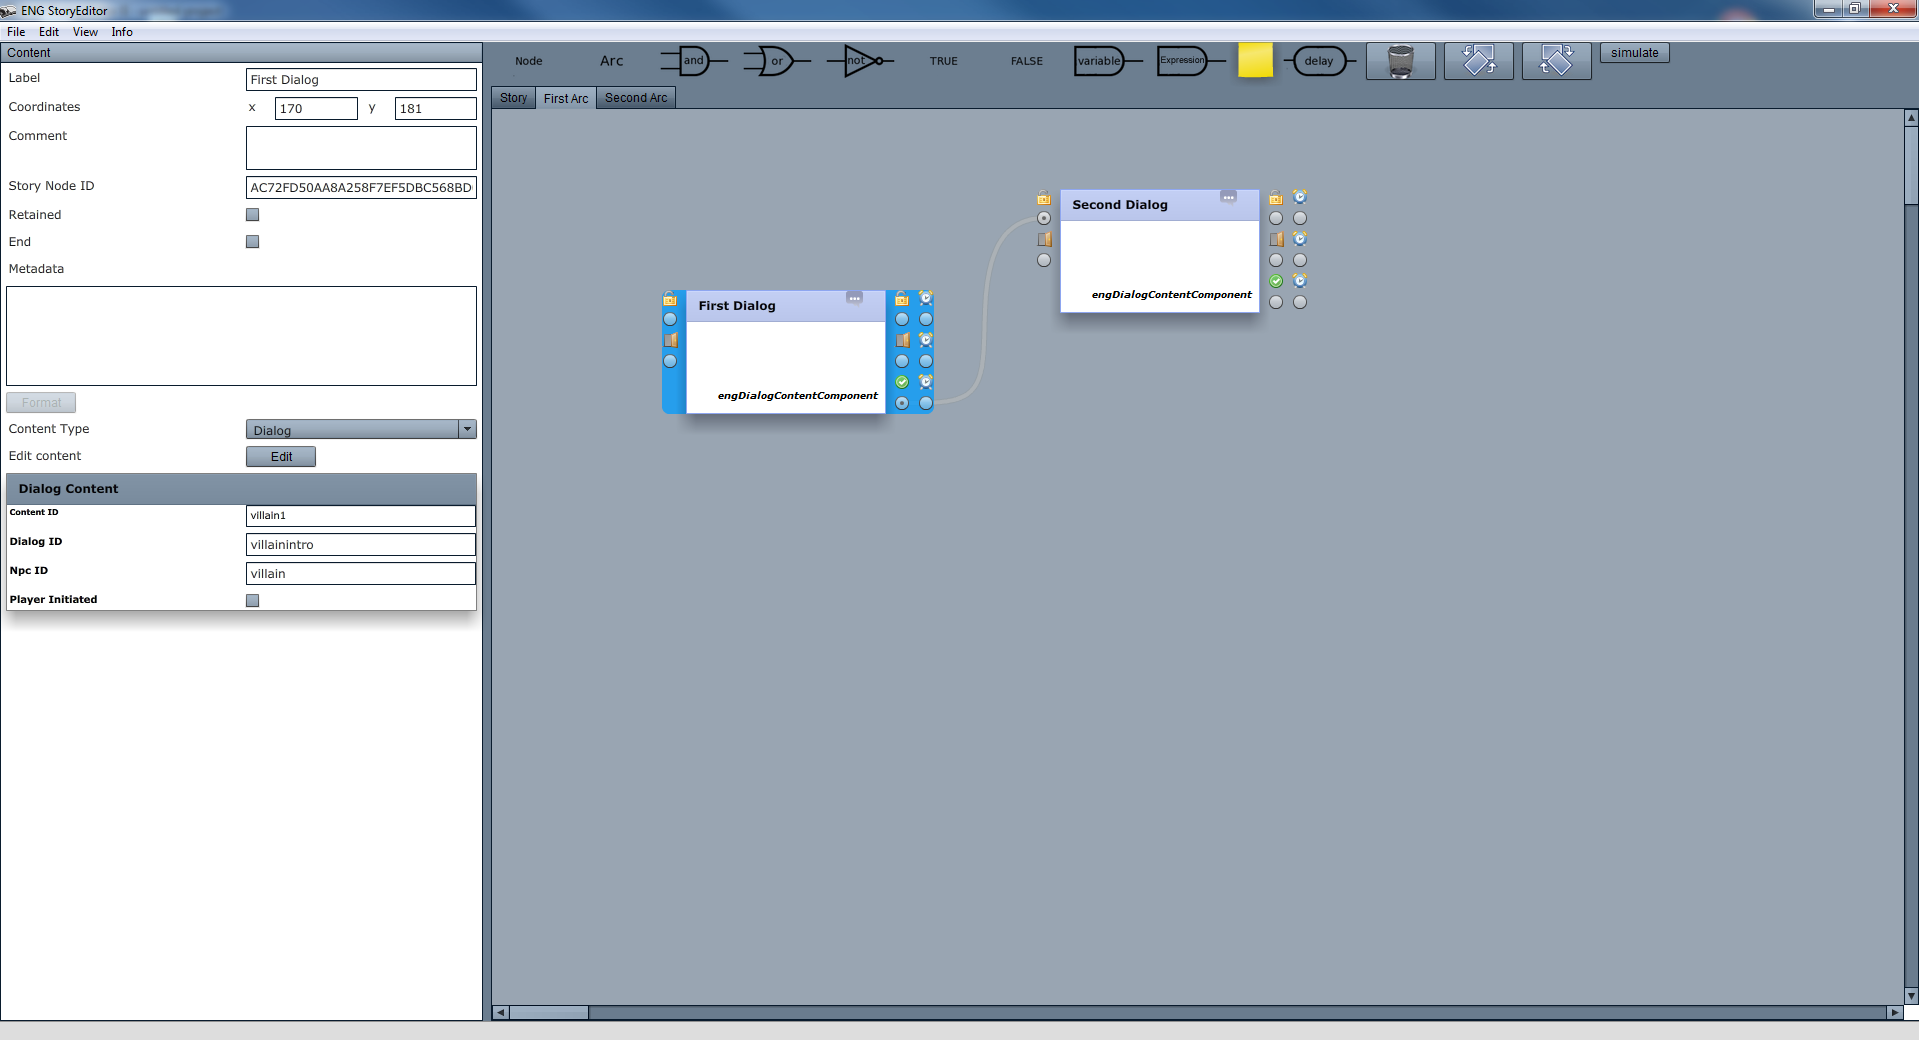 ENG StoryEditor
File Edit View Info
Content
Label First Dialog
Coordinates x 170 y 181
Comment
Story Node ID AC72FD50AA8A258F7EF5DBC568BD
Retained
End
Metadata
Format
Content Type Dialog
Edit content Edit
Dialog Content
Content ID villain1
Dialog ID villainintro
Npc ID villain
Player Initiated
Node Arc and or not TRUE FALSE variable Expression delay simulate
Story First Arc Second Arc
Second Dialog
engDialogContentComponent
First Dialog
engDialogContentComponent